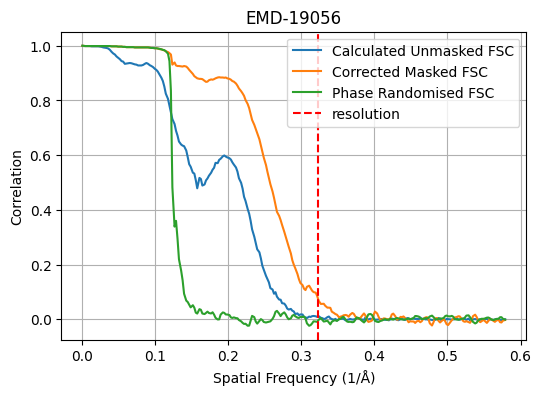 EMD-19056
Calculated Unmasked FSC
Corrected Masked FSC
Phase Randomised FSC
resolution
Correlation
1.0
0.8
0.6
0.4
0.2
0.0
0.0 0.1 0.2 0.3 0.4 0.5 0.6
Spatial Frequency (1/Å)